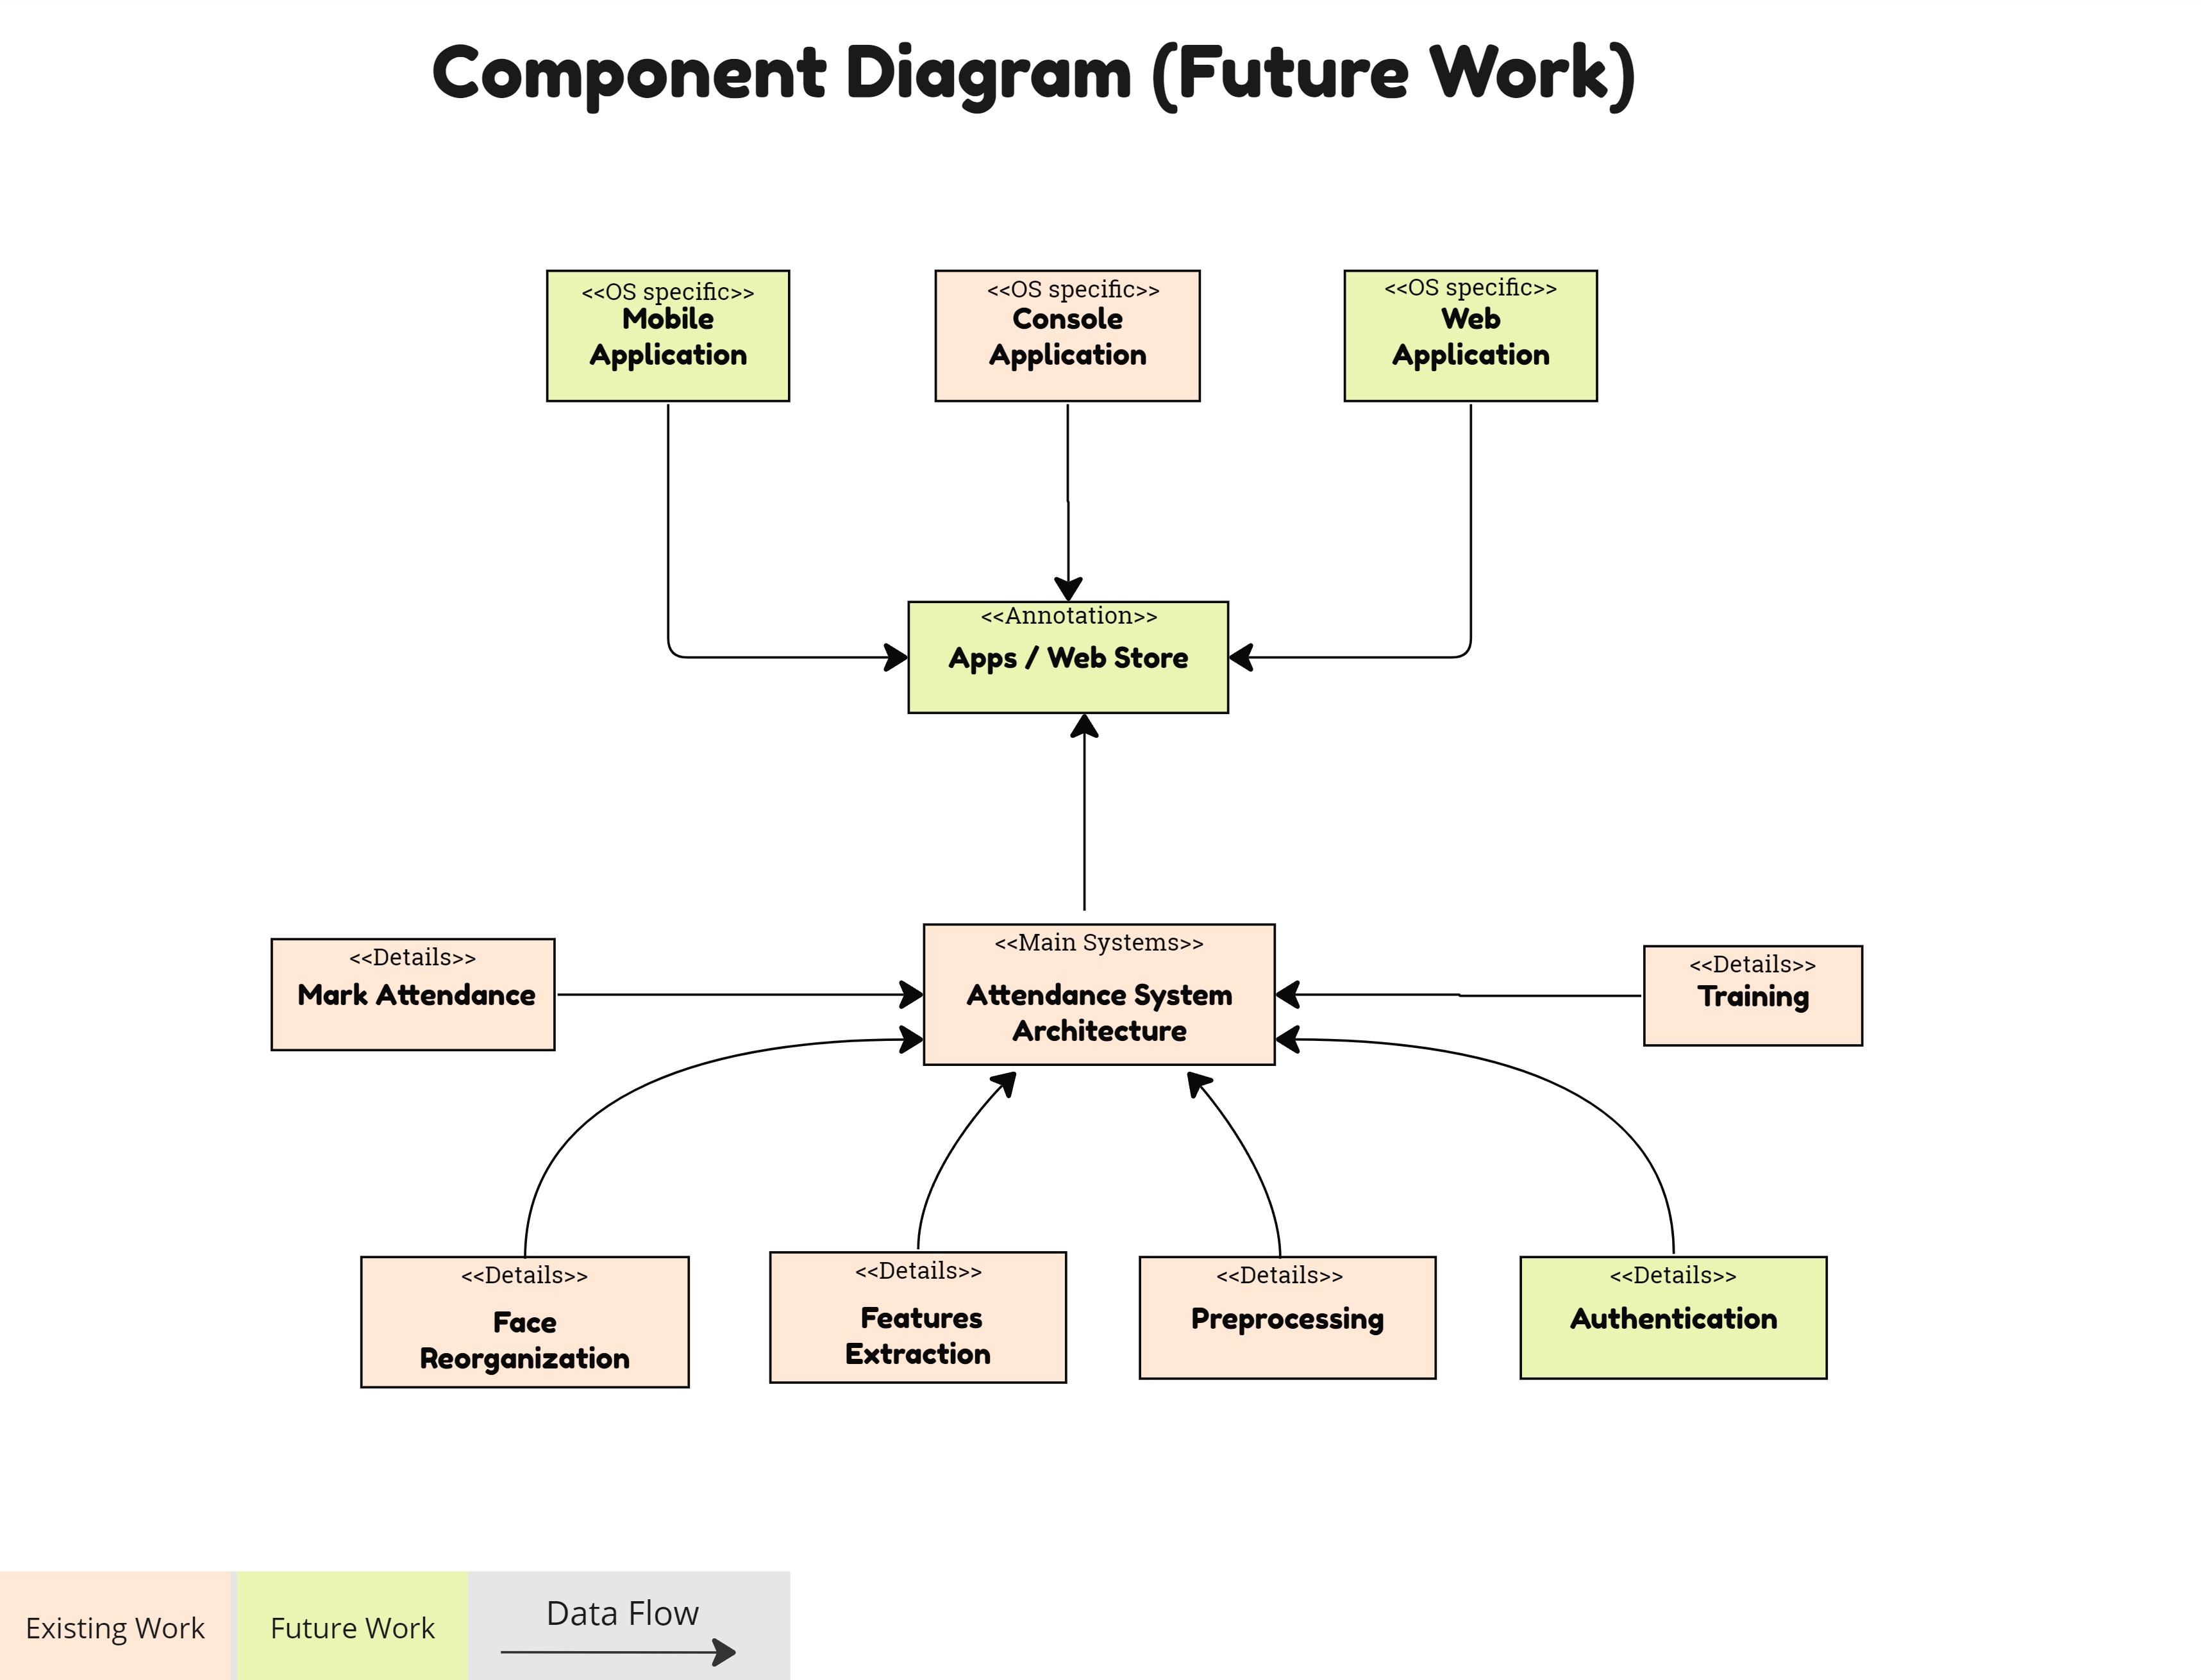 Component Diagram (Future Work)
<<OS specific>>
Mobile
Application
<<OS specific>>
Console
Application
<<OS specific>>
Web
Application
<<Annotation>>
Apps / Web Store
<<Details>>
Mark Attendance
<<Main Systems>>
Attendance System
Architecture
<<Details>>
Training
<<Details>>
Face
Reorganization
<<Details>>
Features
Extraction
<<Details>>
Preprocessing
<<Details>>
Authentication
Existing Work
Future Work
Data Flow